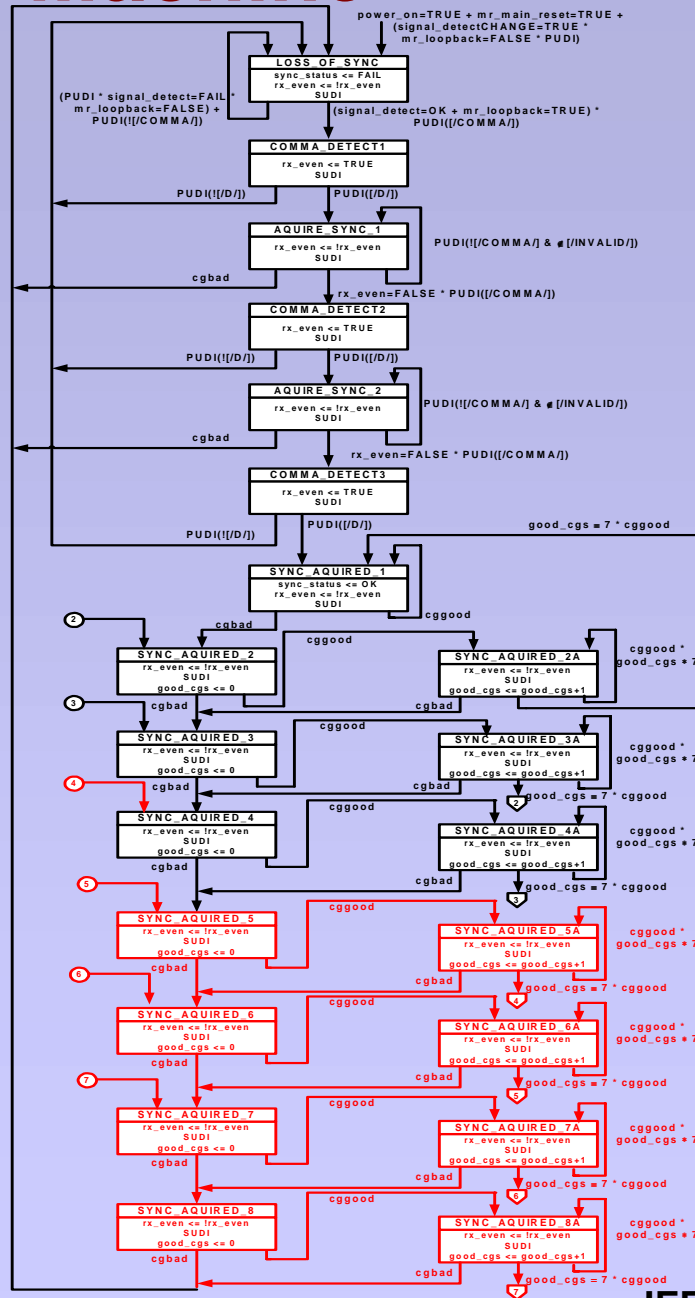 power_on=TRUE + mr_main_reset=TRUE +
(signal_detectCHANGE=TRUE *
mr_loopback=FALSE * PUDI)
LOSS_OF_SYNC
sync_status <= FAIL
rx_even <= !rx_even
SUDI
(PUDI * signal_detect=FAIL *
mr_loopback=FALSE) +
PUDI(![/COMMA/])
(signal_detect=OK + mr_loopback=TRUE) *
PUDI([/COMMA/])
COMMA_DETECT1
rx_even <= TRUE
SUDI
PUDI(![/D/])
PUDI([/D/])
AQUIRE_SYNC_1
rx_even <= !rx_even
SUDI
PUDI(![/COMMA/] & ∉[/INVALID/])
cgbad
rx_even=FALSE * PUDI([/COMMA/])
COMMA_DETECT2
rx_even <= TRUE
SUDI
PUDI(![/D/])
PUDI([/D/])
AQUIRE_SYNC_2
rx_even <= !rx_even
SUDI
PUDI(![/COMMA/] & ∉[/INVALID/])
cgbad
rx_even=FALSE * PUDI([/COMMA/])
COMMA_DETECT3
rx_even <= TRUE
SUDI
PUDI(![/D/])
PUDI([/D/])
good_cgs = 7 * cggood
SYNC_AQUIRED_1
sync_status <= OK
rx_even <= !rx_even
SUDI
cgbad
cggood
2
SYNC_AQUIRED_2
rx_even <= !rx_even
SUDI
good_cgs <= 0
cggood
SYNC_AQUIRED_2A
rx_even <= !rx_even
SUDI
good_cgs <= good_cgs+1
cggood *
good_cgs * 7
cgbad
cgbad
3
SYNC_AQUIRED_3
rx_even <= !rx_even
SUDI
good_cgs <= 0
cggood
SYNC_AQUIRED_3A
rx_even <= !rx_even
SUDI
good_cgs <= good_cgs+1
cggood *
good_cgs * 7
cgbad
cgbad
good_cgs = 7 * cggood
2
4
SYNC_AQUIRED_4
rx_even <= !rx_even
SUDI
good_cgs <= 0
cggood
SYNC_AQUIRED_4A
rx_even <= !rx_even
SUDI
good_cgs <= good_cgs+1
cggood *
good_cgs * 7
cgbad
cgbad
good_cgs = 7 * cggood
3
5
SYNC_AQUIRED_5
rx_even <= !rx_even
SUDI
good_cgs <= 0
cggood
SYNC_AQUIRED_5A
rx_even <= !rx_even
SUDI
good_cgs <= good_cgs+1
cggood *
good_cgs * 7
cgbad
cgbad
good_cgs = 7 * cggood
4
6
SYNC_AQUIRED_6
rx_even <= !rx_even
SUDI
good_cgs <= 0
cggood
SYNC_AQUIRED_6A
rx_even <= !rx_even
SUDI
good_cgs <= good_cgs+1
cggood *
good_cgs * 7
cgbad
cgbad
good_cgs = 7 * cggood
5
7
SYNC_AQUIRED_7
rx_even <= !rx_even
SUDI
good_cgs <= 0
cggood
SYNC_AQUIRED_7A
rx_even <= !rx_even
SUDI
good_cgs <= good_cgs+1
cggood *
good_cgs * 7
cgbad
cgbad
good_cgs = 7 * cggood
6
SYNC_AQUIRED_8
rx_even <= !rx_even
SUDI
good_cgs <= 0
cggood
SYNC_AQUIRED_8A
rx_even <= !rx_even
SUDI
good_cgs <= good_cgs+1
cggood *
good_cgs * 7
cgbad
cgbad
good_cgs = 7 * cggood
7